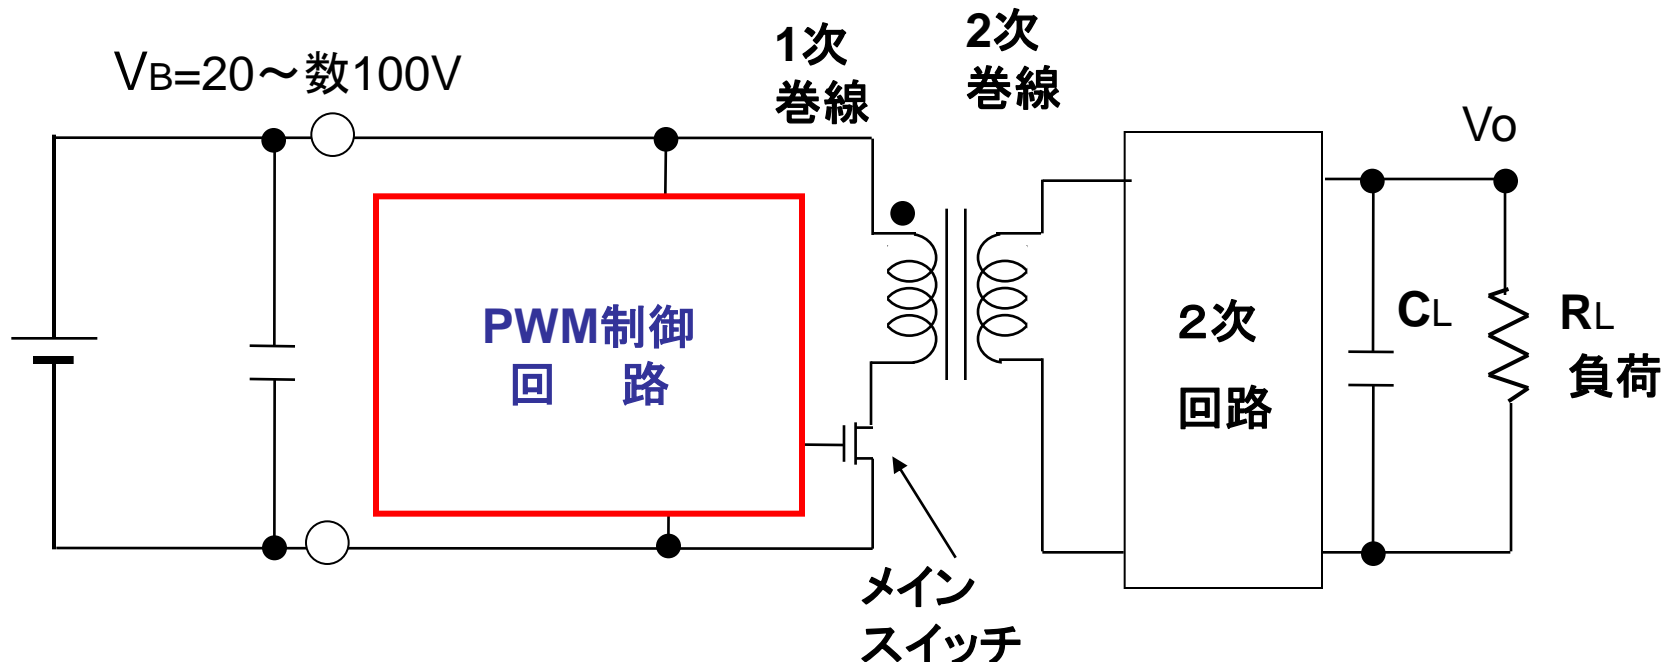 VB=20～数100V
1次
巻線
2次
巻線
Vo
PWM制御
回　路
２次
回路
CL
RL
負荷
メイン
スイッチ